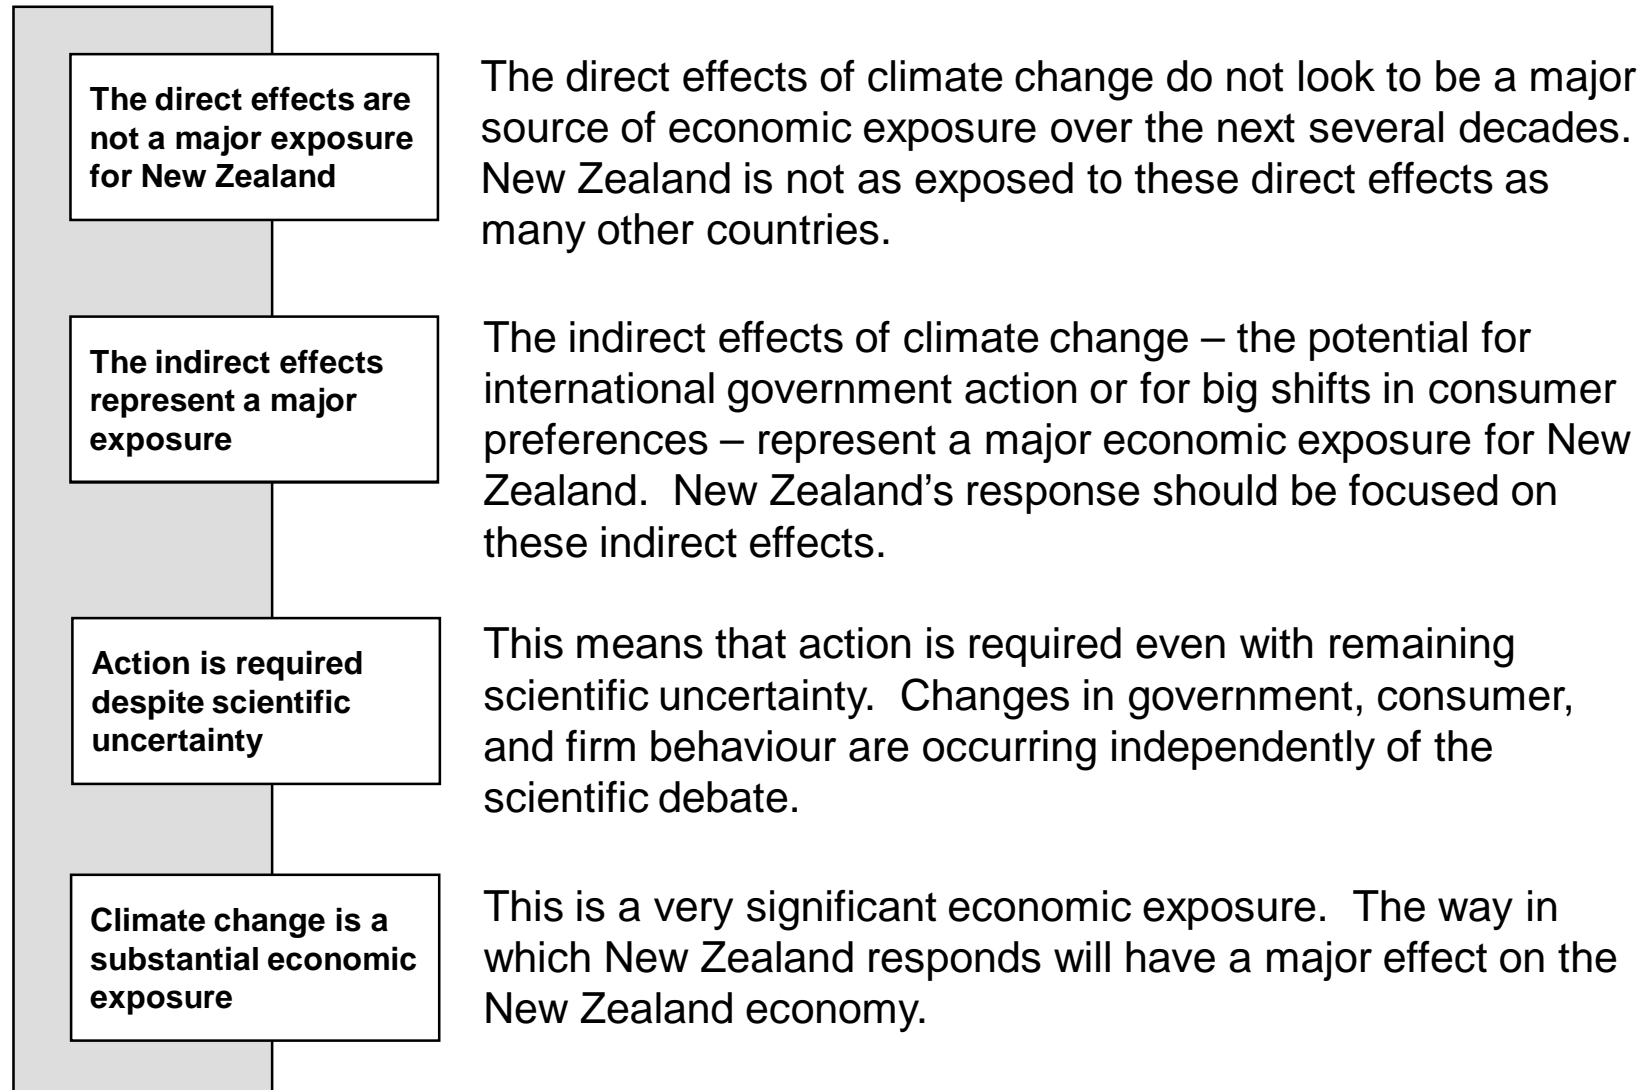 The direct effects are
not a major exposure
for New Zealand
The direct effects of climate change do not look to be a major
source of economic exposure over the next several decades.
New Zealand is not as exposed to these direct effects as
many other countries.
The indirect effects
represent a major
exposure
The indirect effects of climate change – the potential for
international government action or for big shifts in consumer
preferences – represent a major economic exposure for New
Zealand.  New Zealand’s response should be focused on
these indirect effects.
Action is required
despite scientific
uncertainty
This means that action is required even with remaining
scientific uncertainty.  Changes in government, consumer,
and firm behaviour are occurring independently of the
scientific debate.
Climate change is a
substantial economic
exposure
This is a very significant economic exposure.  The way in
which New Zealand responds will have a major effect on the
New Zealand economy.